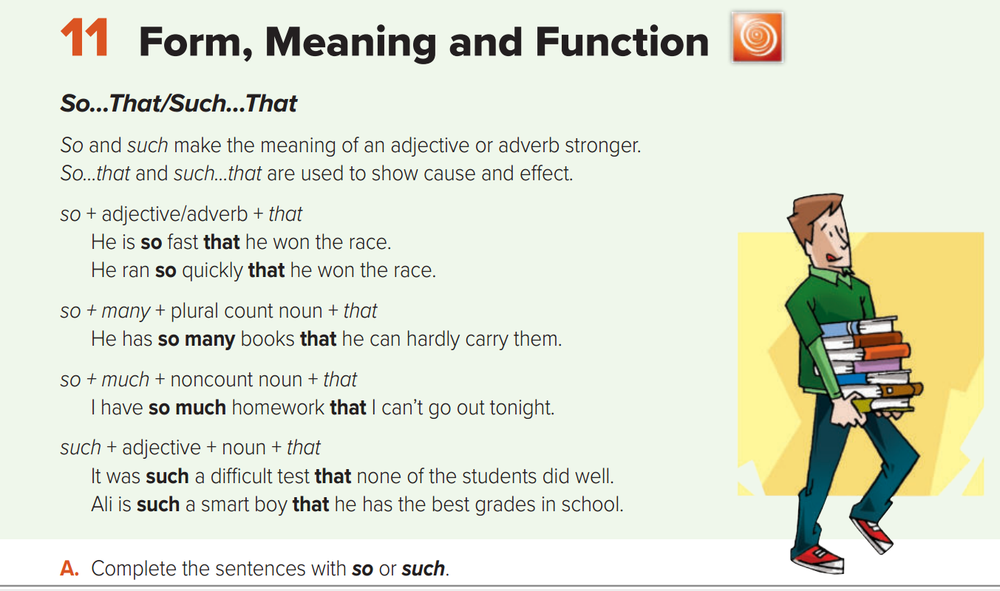 11 Form, Meaning and Function
So...That/Such...That
So and such make the meaning of an adjective or adverb stronger.
So...that and such...that are used to show cause and effect.
so + adjective/adverb + that
He is so fast that he won the race.
He ran so quickly that he won the race.
so + many + plural count noun + that
He has so many books that he can hardly carry them.
so + much + noncount noun + that
I have so much homework that I can't go out tonight.
such + adjective + noun + that
It was such a difficult test that none of the students did well.
Ali is such a smart boy that he has the best grades in school.
A. Complete the sentences with so or such.